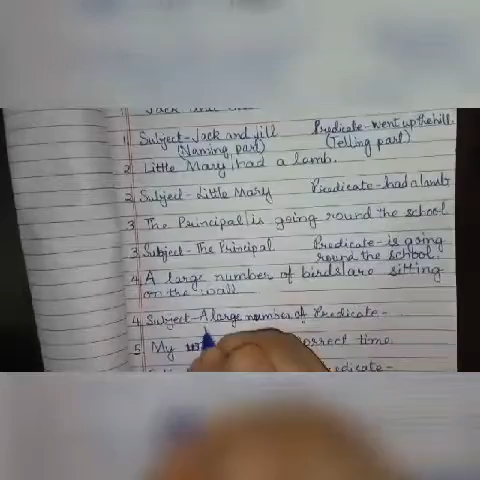 1 Subject - Jack and Jill Predicate - went up the hill.
(Naming part) (Telling part)
2 Little Mary had a lamb.
2 Subject - Little Mary Predicate - had a lamb
3 The Principal is going round the school
3 Subject - The Principal Predicate - is going
round the school.
4 A large number of birds are sitting
on the wall
4 Subject - A large number of Predicate -
5 My correct time.